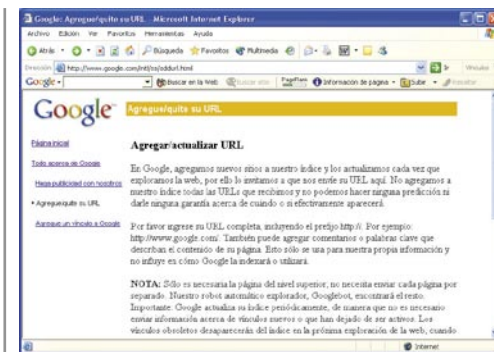 Google: Agregue/quite su URL - Microsoft Internet Explorer
Archivo Edición Ver Favoritos Herramientas Ayuda
Atrás Búsqueda Favoritos Multimedia
Dirección http://www.google.com/intl/es/addurl.html Ir Vínculos
Google Buscar en la Web Buscar sitio PageRank Información de página Subir Resaltar
Google Agregue/quite su URL
Página inicial
Todo acerca de Google
Haga publicidad con nosotros
• Agregue/quite su URL
Agregue un vínculo a Google
Agregar/actualizar URL
En Google, agregamos nuevos sitios a nuestro índice y los actualizamos cada vez que
exploramos la web, por ello lo invitamos a que nos envíe su URL aquí. No agregamos a
nuestro índice todas las URLs que recibimos y no podemos hacer ninguna predicción ni
darle ninguna garantía acerca de cuándo o si efectivamente aparecerá.
Por favor ingrese su URL completa, incluyendo el prefijo http://. Por ejemplo:
http://www.google.com/. También puede agregar comentarios o palabras clave que
describan el contenido de su página. Esto sólo se usa para nuestra propia información y
no influye en cómo Google la indexará o utilizará.
NOTA: Sólo es necesaria la página del nivel superior, no necesita enviar cada página por
separado. Nuestro robot automático explorador, Googlebot, encontrará el resto.
Importante: Google actualiza su índice periódicamente, de manera que no es necesario
enviar información acerca de vínculos nuevos o que han dejado de ser activos. Los
vínculos obsoletos desaparecerán del índice en la próxima exploración de la web, cuando
Internet